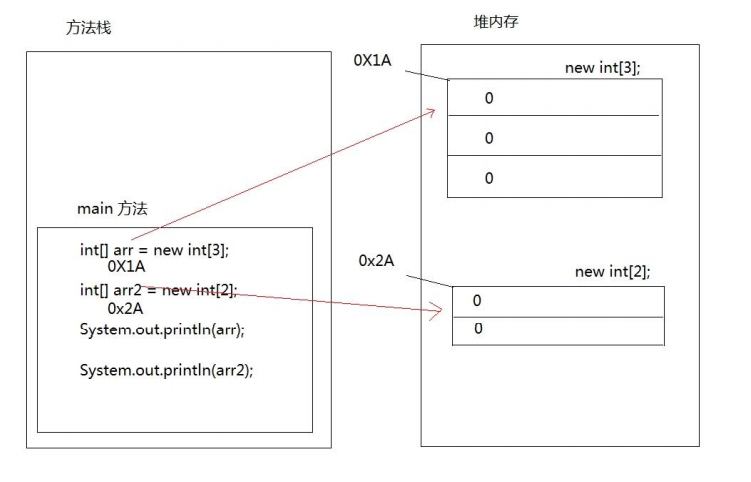 方法栈
堆内存
0X1A
new int[3];
0
0
0
main 方法
int[] arr = new int[3];
0X1A
int[] arr2 = new int[2];
0x2A
System.out.println(arr);
System.out.println(arr2);
0x2A
new int[2];
0
0